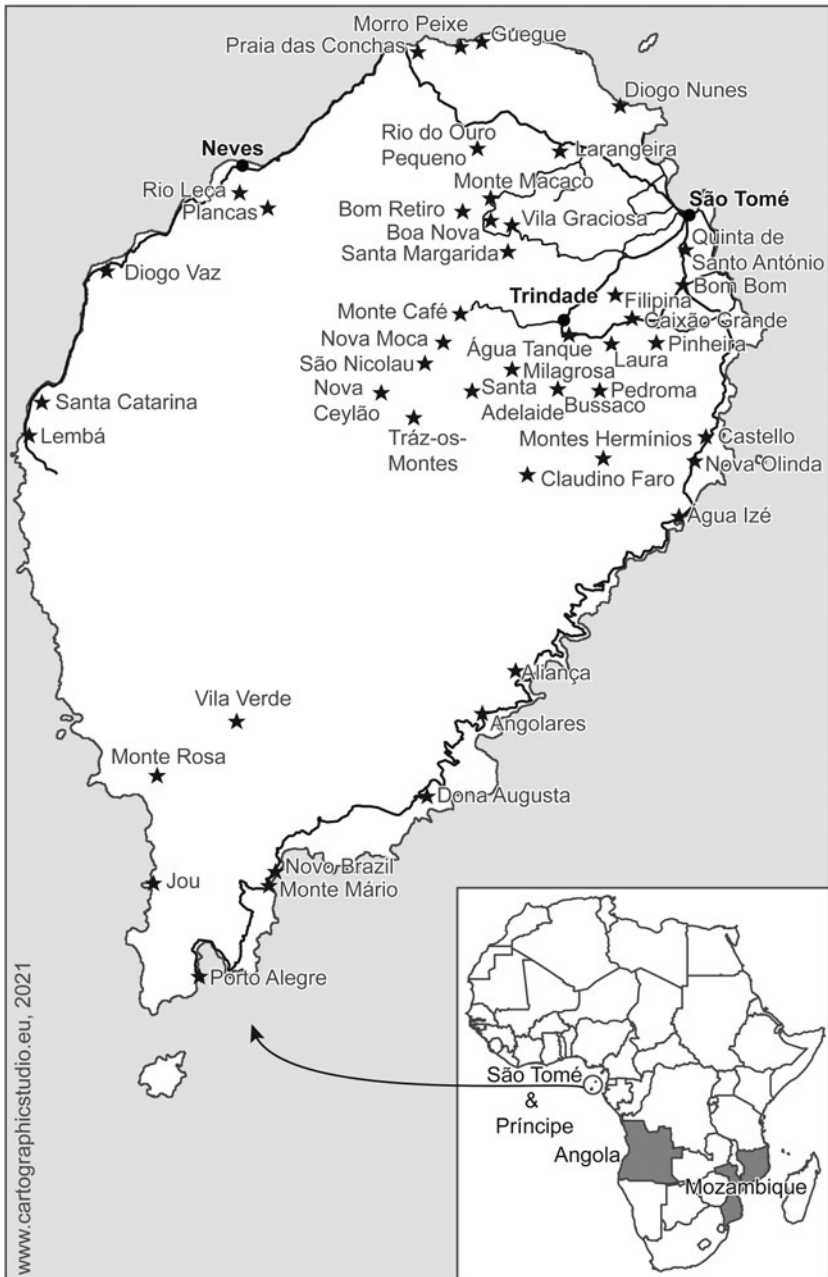 Morro Peixe
Gúegue
Praia das Conchas
Diogo Nunes
Rio do Ouro
Pequeno
Larangeira
Neves
Monte Macaco
Rio Leça
Plancas
Bom Retiro
São Tomé
Boa Nova
Vila Graciosa
Santa Margarida
Quinta de
Santo António
Diogo Vaz
Bom Bom
Trindade
Filipina
Monte Café
Caixão Grande
Nova Moca
Água Tanque
Laura
Pinheira
São Nicolau
Milagrosa
Nova
Ceylão
Santa
Adelaide
Bussaco
Pedroma
Santa Catarina
Tráz-os-
Montes
Lembá
Montes Hermínios
Castello
Nova Olinda
Claudino Faro
Água Izé
Aliança
Vila Verde
Angolares
Monte Rosa
Dona Augusta
Novo Brazil
Monte Mário
Jou
Porto Alegre
São Tomé
&
Príncipe
Angola
Mozambique
www.cartographicstudio.eu, 2021